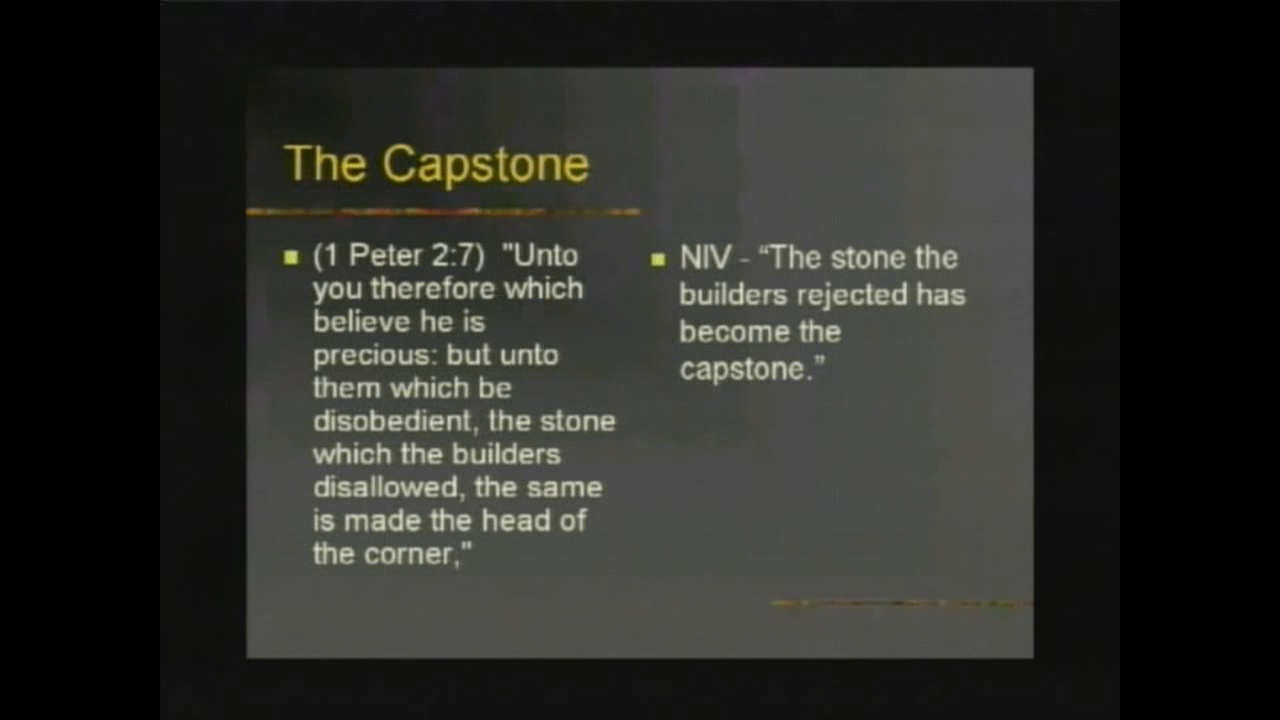 The Capstone
(1 Peter 2:7)  "Unto
you therefore which
believe he is
precious: but unto
them which be
disobedient, the stone
which the builders
disallowed, the same
is made the head of
the corner,"
NIV - “The stone the
builders rejected has
become the
capstone.”